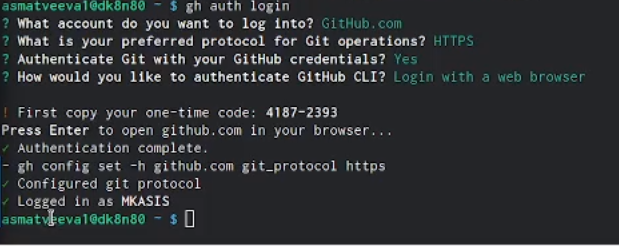 asmatveeva1@dk8n80 ~ $ gh auth login
? What account do you want to log into? GitHub.com
? What is your preferred protocol for Git operations? HTTPS
? Authenticate Git with your GitHub credentials? Yes
? How would you like to authenticate GitHub CLI? Login with a web browser
! First copy your one-time code: 4187-2393
Press Enter to open github.com in your browser...
✓ Authentication complete.
- gh config set -h github.com git_protocol https
✓ Configured git protocol
✓ Logged in as MKASIS
asmatveeva1@dk8n80 ~ $